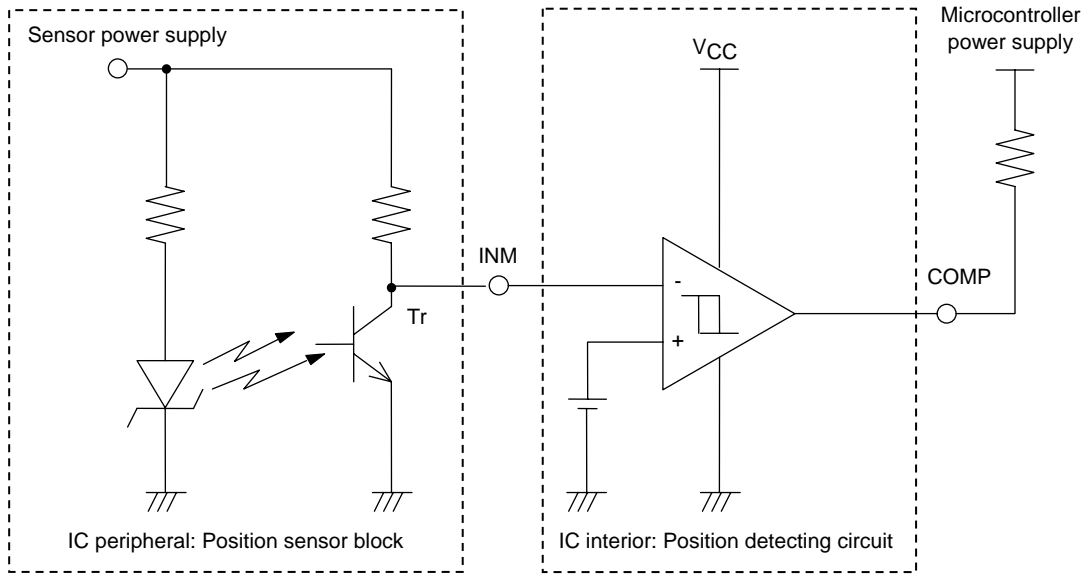 Sensor power supply
Microcontroller
power supply
VCC
INM
COMP
Tr
-
+
IC peripheral: Position sensor block
IC interior: Position detecting circuit